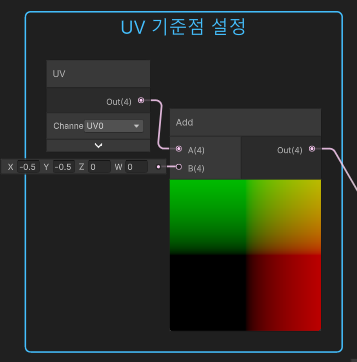 UV 기준점 설정
UV
Out(4)
Channe UV0
Add
A(4) Out(4)
X -0.5 Y -0.5 Z 0 W 0 B(4)